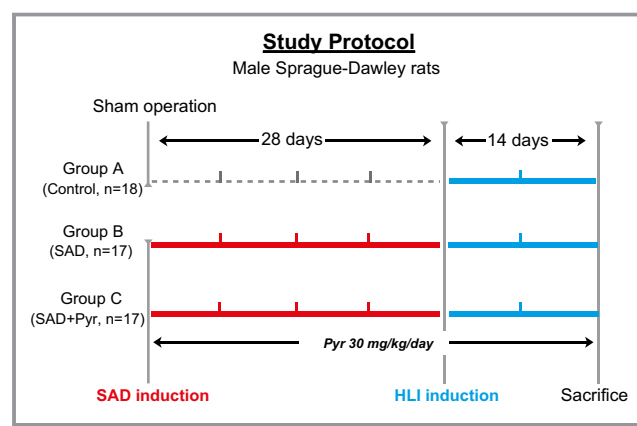 Study Protocol
Male Sprague-Dawley rats
Sham operation
28 days
14 days
Group A
(Control, n=18)
Group B
(SAD, n=17)
Group C
(SAD+Pyr, n=17)
Pyr 30 mg/kg/day
SAD induction
HLI induction
Sacrifice